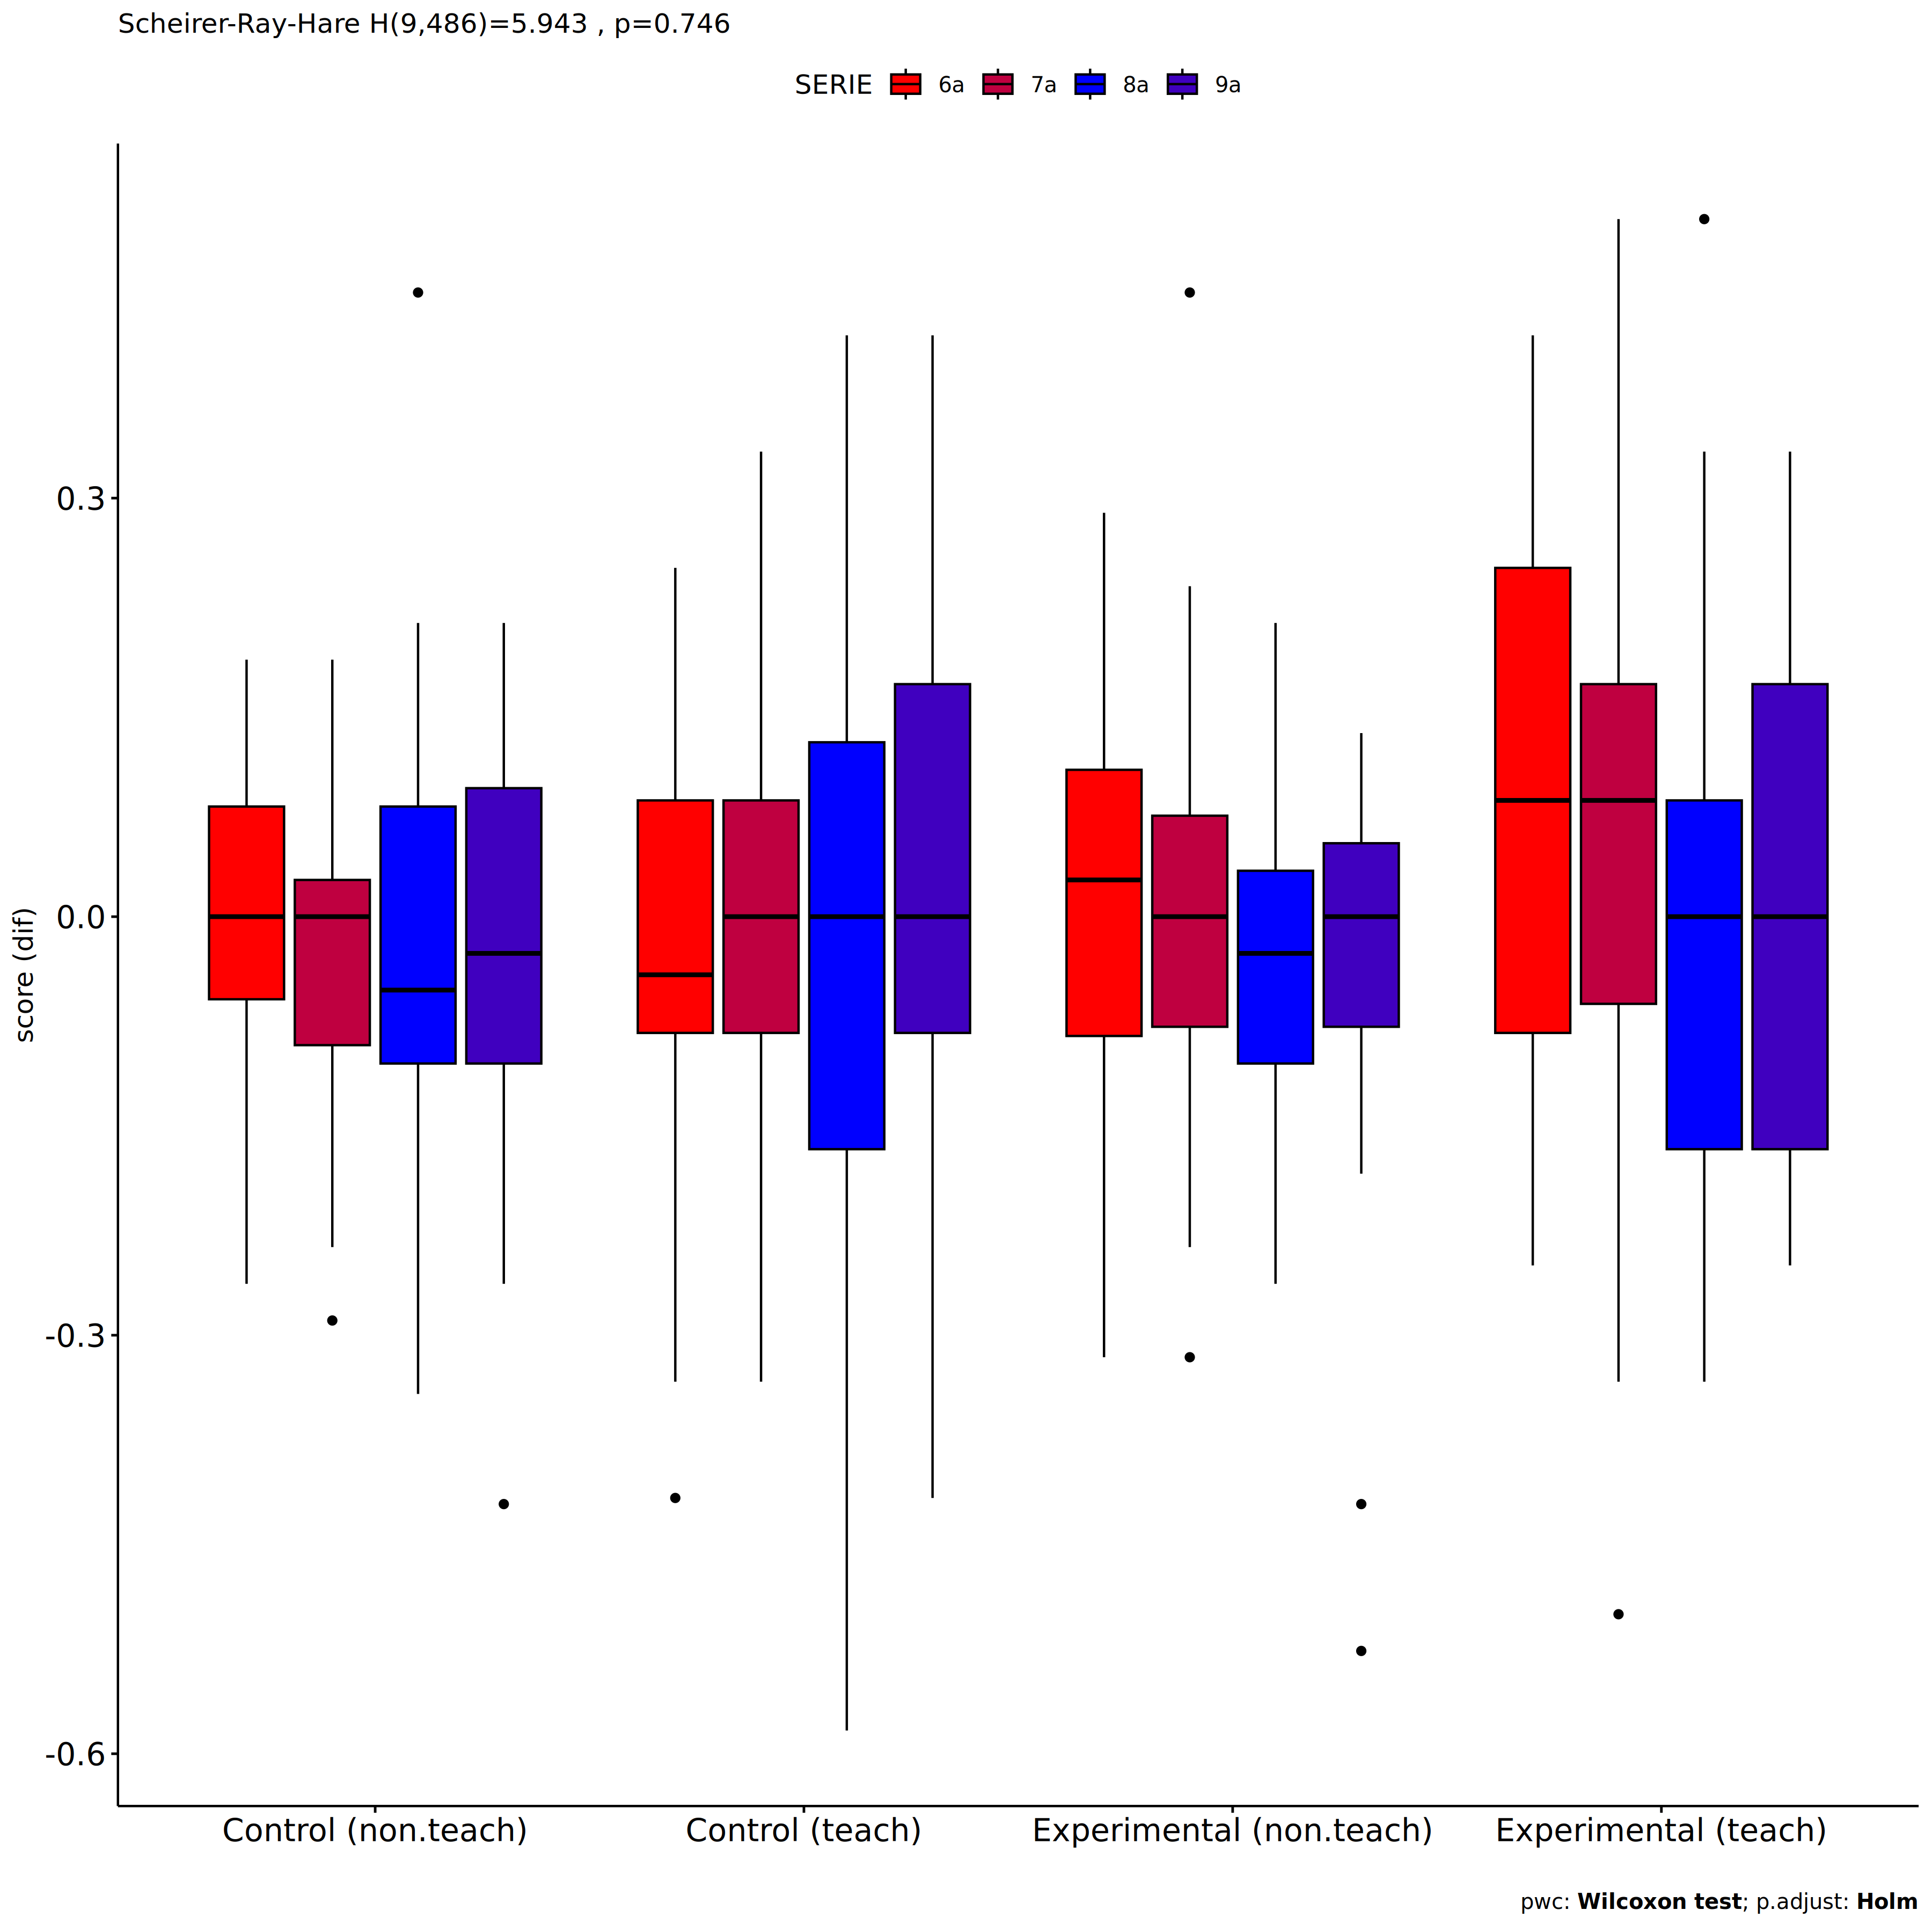 Scheirer-Ray-Hare H(9,486)=5.943 , p=0.746
SERIE 6a 7a 8a 9a
score (dif)
0.3
0.0
-0.3
-0.6
Control (non.teach) Control (teach) Experimental (non.teach) Experimental (teach)
pwc: Wilcoxon test; p.adjust: Holm